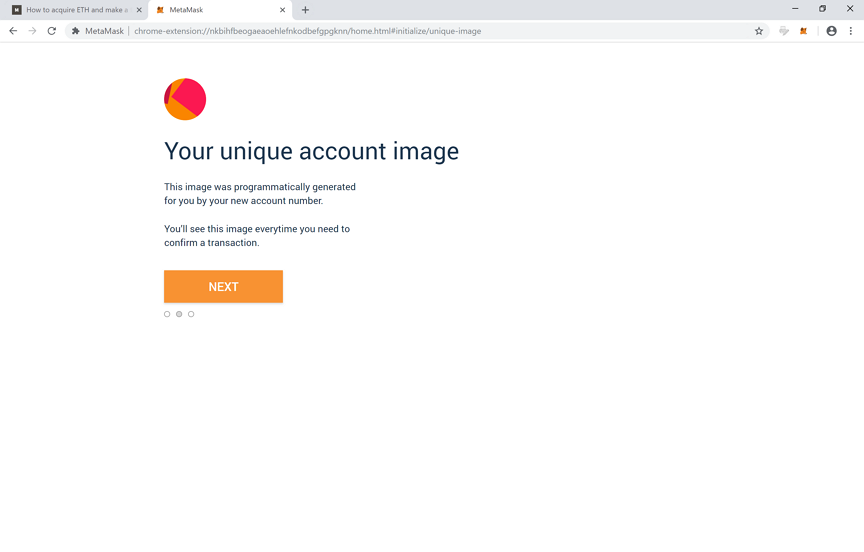 How to acquire ETH and make a
MetaMask
MetaMask
chrome-extension://nkbihfbeogaeaoehlefnkodbefgpgknn/home.html#initialize/unique-image
Your unique account image
This image was programmatically generated
for you by your new account number.
You'll see this image everytime you need to
confirm a transaction.
NEXT